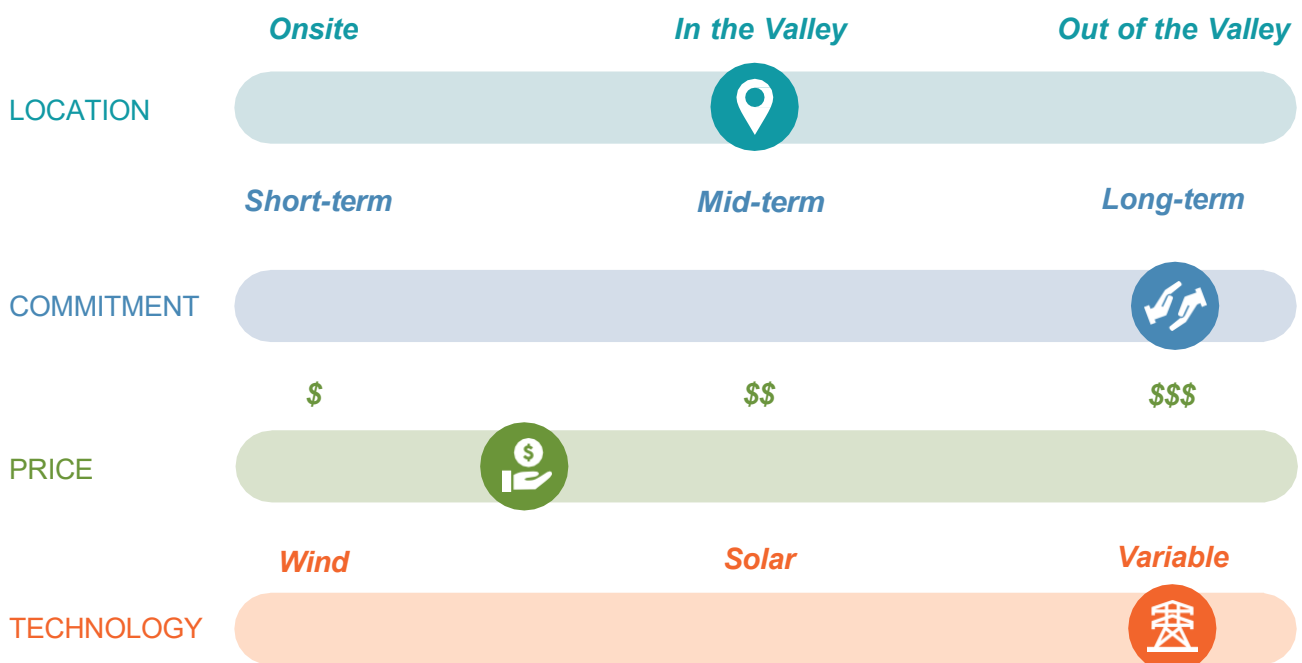 Onsite In the Valley Out of the Valley
LOCATION
Short-term Mid-term Long-term
COMMITMENT
$ $$ $$$
PRICE
$
Wind Solar Variable
TECHNOLOGY